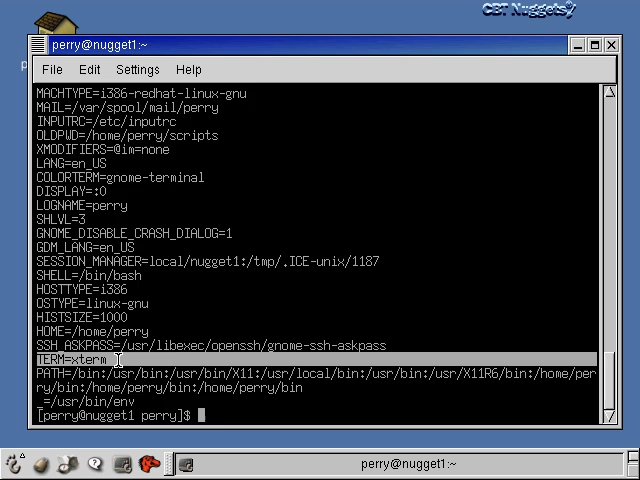 CBT Nuggets
perry@nugget1:~
File Edit Settings Help
MACHTYPE=i386-redhat-linux-gnu
MAIL=/var/spool/mail/perry
INPUTRC=/etc/inputrc
OLDPWD=/home/perry/scripts
XMODIFIERS=@im=none
LANG=en_US
COLORTERM=gnome-terminal
DISPLAY=:0
LOGNAME=perry
SHLVL=3
GNOME_DISABLE_CRASH_DIALOG=1
GDM_LANG=en_US
SESSION_MANAGER=local/nugget1:/tmp/.ICE-unix/1187
SHELL=/bin/bash
HOSTTYPE=i386
OSTYPE=linux-gnu
HISTSIZE=1000
HOME=/home/perry
SSH_ASKPASS=/usr/libexec/openssh/gnome-ssh-askpass
TERM=xterm
PATH=/bin:/usr/bin:/usr/bin/X11:/usr/local/bin:/usr/bin:/usr/X11R6/bin:/home/per
ry/bin:/home/perry/bin:/home/perry/bin
_=/usr/bin/env
[perry@nugget1 perry]$
perry@nugget1:~